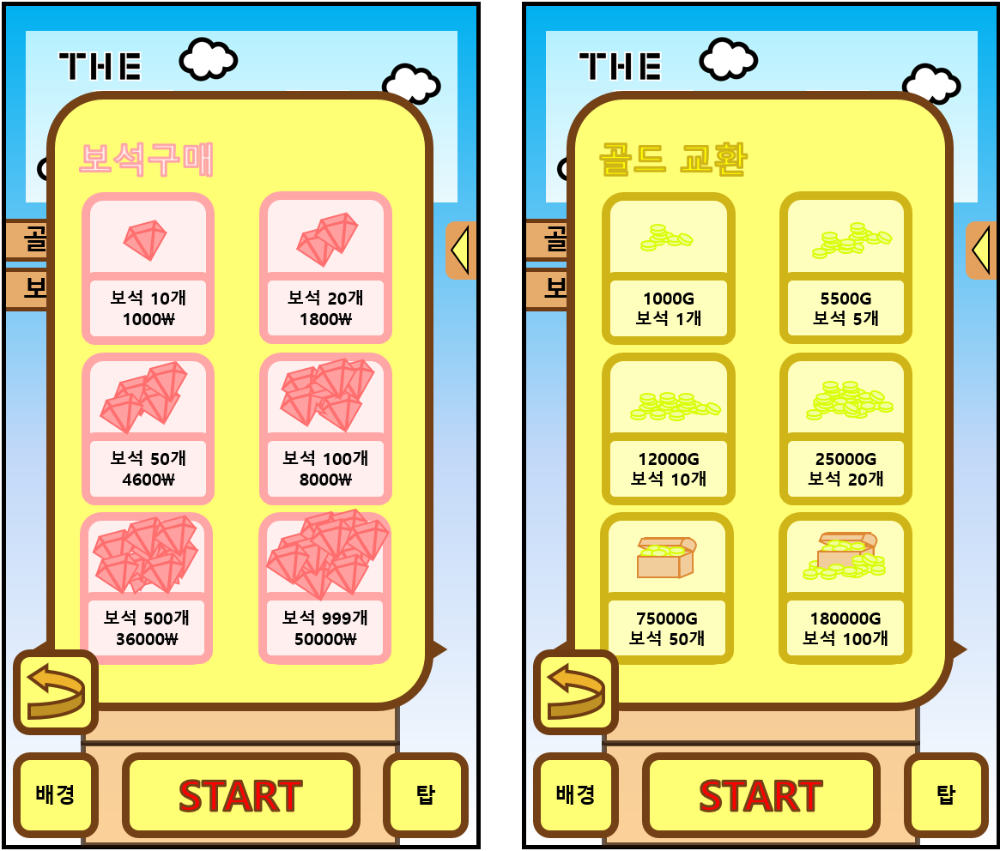 THE
보석구매
골
보
보석 10개
1000₩
보석 20개
1800₩
보석 50개
4600₩
보석 100개
8000₩
보석 500개
36000₩
보석 999개
50000₩
배경
START
탑
THE
골드 교환
골
보
1000G
보석 1개
5500G
보석 5개
12000G
보석 10개
25000G
보석 20개
75000G
보석 50개
180000G
보석 100개
배경
START
탑